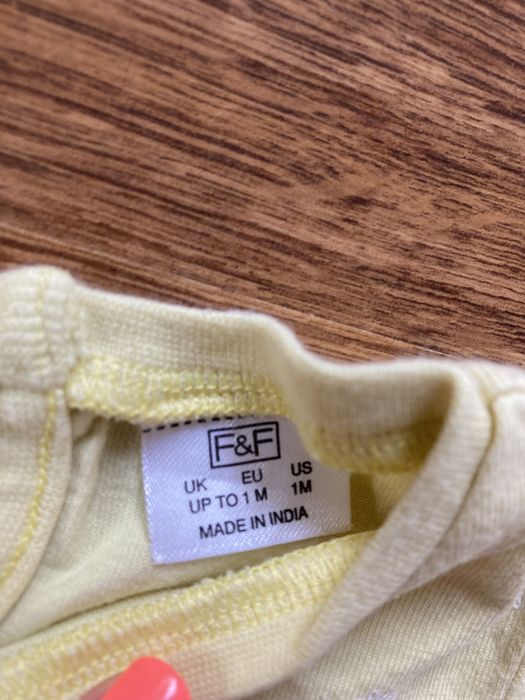 F&F
UK EU US
UP TO 1 M 1M
MADE IN INDIA